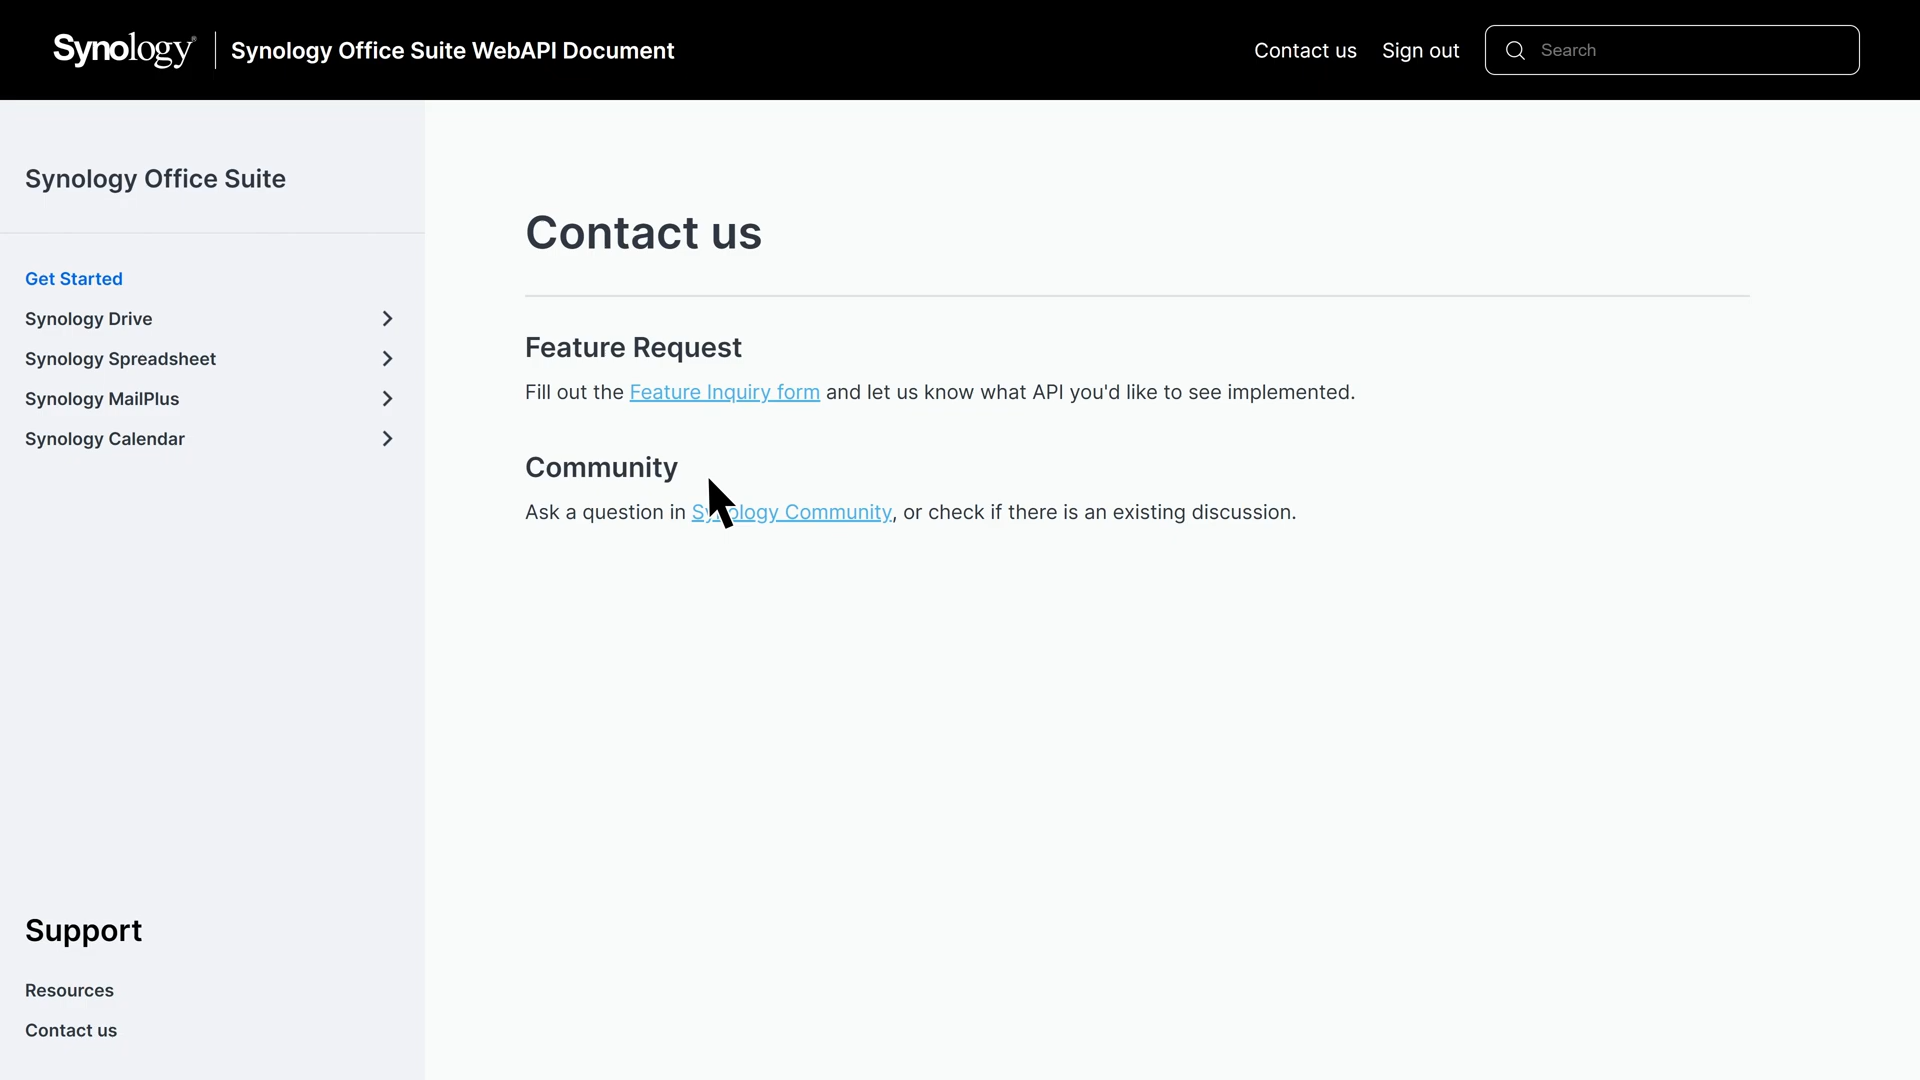 Synology® Synology Office Suite WebAPI Document Contact us Sign out Search
Synology Office Suite
Get Started
Synology Drive
Synology Spreadsheet
Synology MailPlus
Synology Calendar
Support
Resources
Contact us
Contact us
Feature Request
Fill out the Feature Inquiry form and let us know what API you'd like to see implemented.
Community
Ask a question in Synology Community, or check if there is an existing discussion.